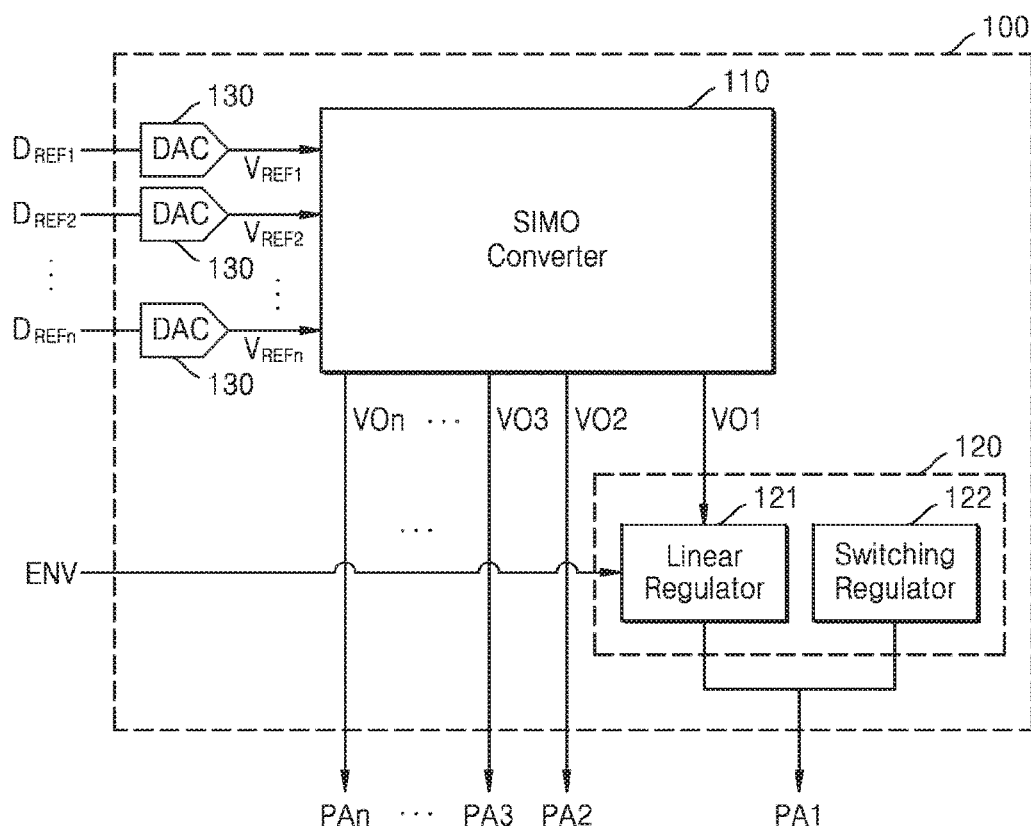 100
130
110
DREF1
DAC
VREF1
DREF2
DAC
VREF2
130
SIMO
Converter
⋮
⋮
DREFn
DAC
VREFn
130
VOn ··· VO3 VO2 VO1
120
121
122
···
ENV
Linear
Regulator
Switching
Regulator
PAn ··· PA3 PA2 PA1